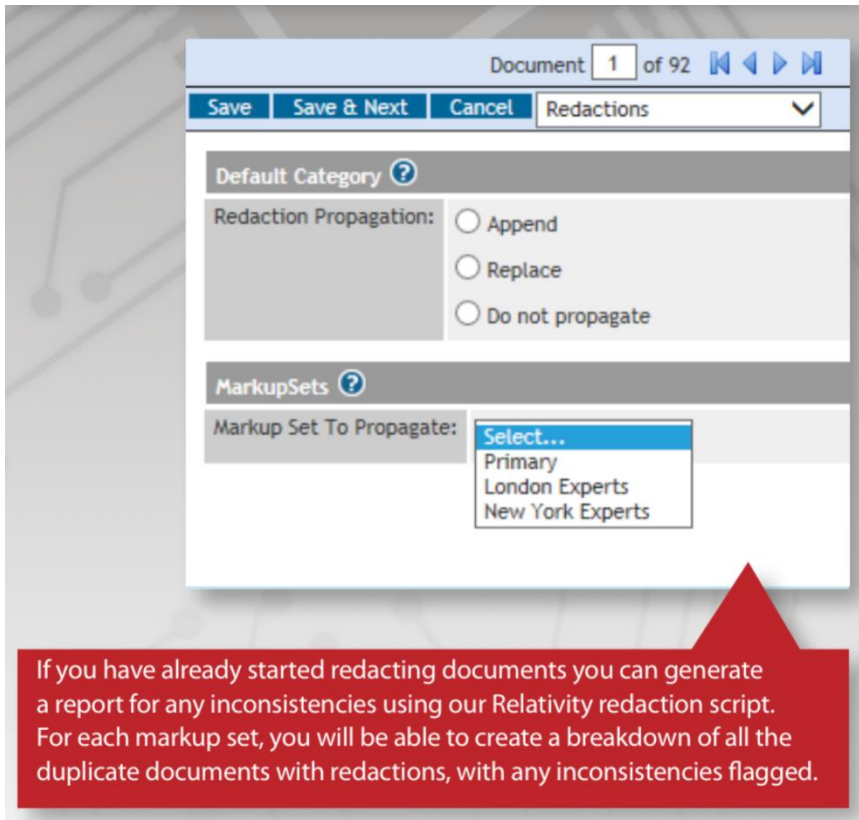 Document 1 of 92
Save Save & Next Cancel Redactions
Default Category ?
Redaction Propagation:
Append
Replace
Do not propagate
MarkupSets ?
Markup Set To Propagate:
Select...
Primary
London Experts
New York Experts
If you have already started redacting documents you can generate
a report for any inconsistencies using our Relativity redaction script.
For each markup set, you will be able to create a breakdown of all the
duplicate documents with redactions, with any inconsistencies flagged.